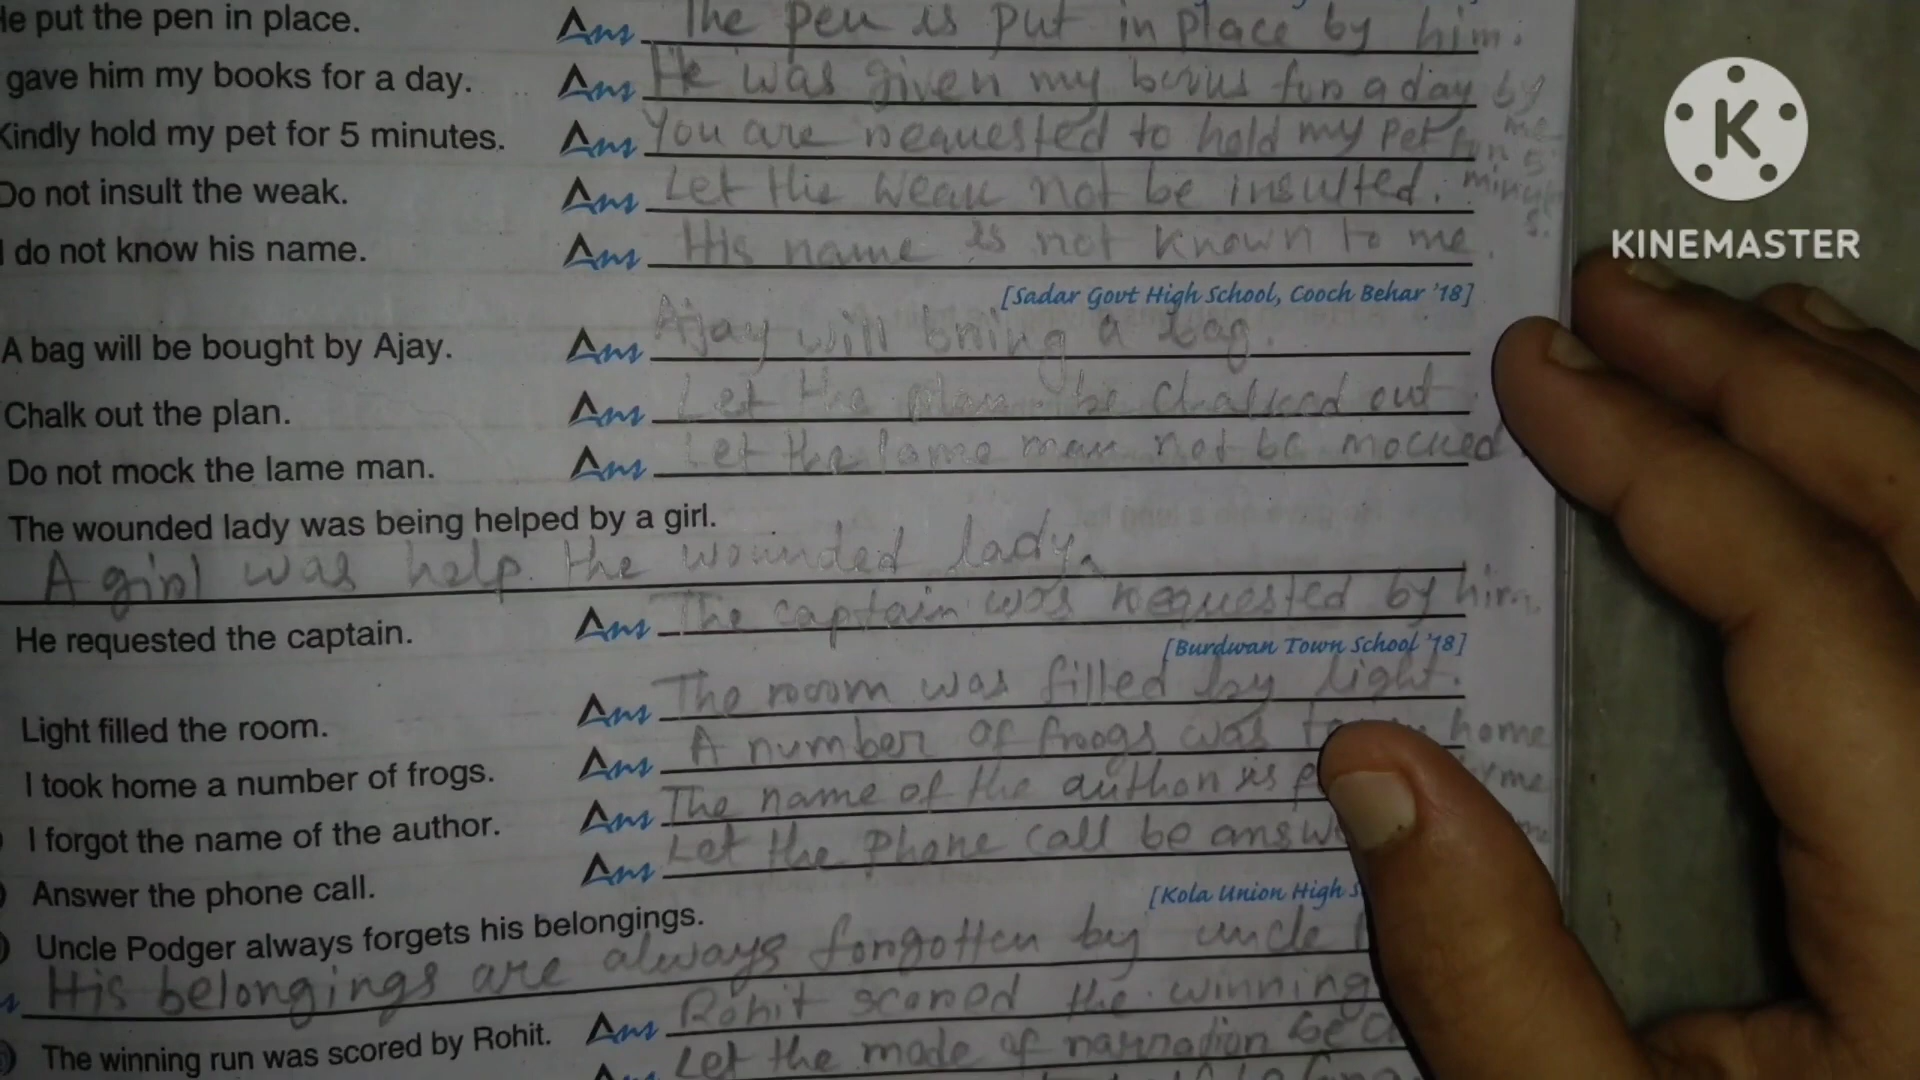 He put the pen in place. Ans The pen is put in place by him.
gave him my books for a day. Ans He was given my books for a day by me
Kindly hold my pet for 5 minutes. Ans You are requested to hold my pet for 5 minutes.
Do not insult the weak. Ans Let the weak not be insulted.
I do not know his name. Ans His name is not known to me.
[Sadar Govt High School, Cooch Behar '18]
A bag will be bought by Ajay. Ans Ajay will bring a bag.
Chalk out the plan. Ans Let the plan be chalked out
Do not mock the lame man. Ans Let the lame man not be mocked
The wounded lady was being helped by a girl.
A girl was help the wounded lady.
He requested the captain. Ans The captain was requested by him.
[Burdwan Town School '18]
Light filled the room. Ans The room was filled by light.
I took home a number of frogs. Ans A number of frogs was home
I forgot the name of the author. Ans The name of the author is by me
Answer the phone call. Ans Let the phone call be
[Kola Union High
Uncle Podger always forgets his belongings.
His belongings are always forgotten by uncle
The winning run was scored by Rohit. Ans Rohit scored the winning
Let the mode of narration be
KINEMASTER